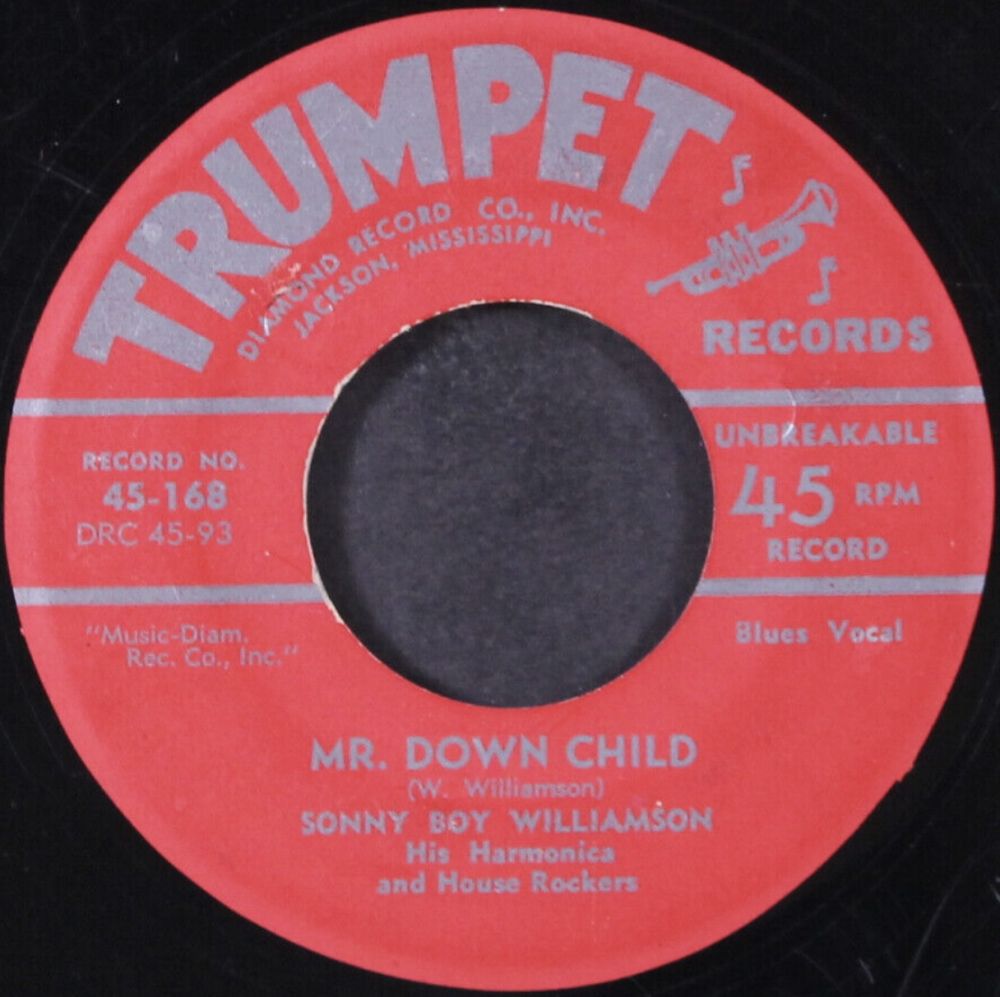 TRUMPET
DIAMOND RECORD CO., INC.
JACKSON, MISSISSIPPI
RECORDS
RECORD NO.
45-168
DRC 45-93
UNBREAKABLE
45 RPM
RECORD
"Music-Diam.
Rec. Co., Inc."
Blues Vocal
MR. DOWN CHILD
(W. Williamson)
SONNY BOY WILLIAMSON
His Harmonica
and House Rockers